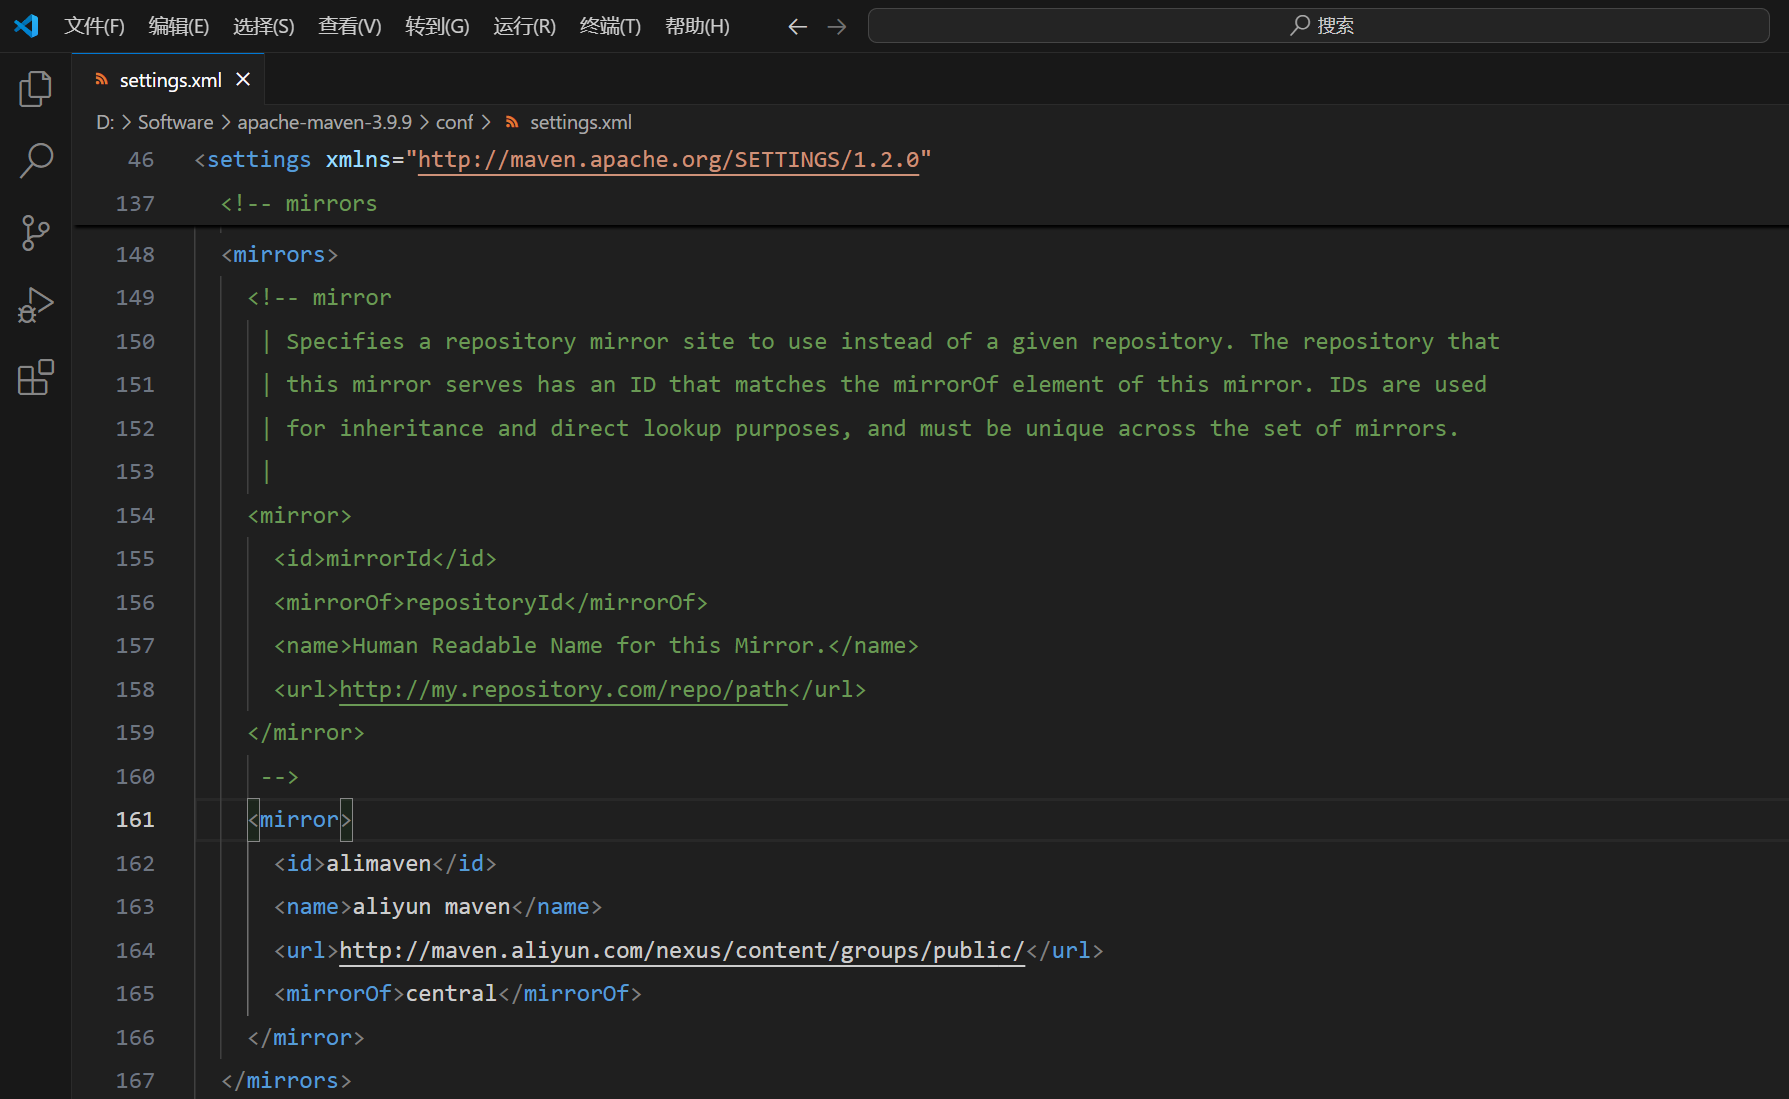 文件(F) 编辑(E) 选择(S) 查看(V) 转到(G) 运行(R) 终端(T) 帮助(H) 搜索
settings.xml
D: > Software > apache-maven-3.9.9 > conf > settings.xml
46 <settings xmlns="http://maven.apache.org/SETTINGS/1.2.0"
137 <!-- mirrors
148 <mirrors>
149 <!-- mirror
150 | Specifies a repository mirror site to use instead of a given repository. The repository that
151 | this mirror serves has an ID that matches the mirrorOf element of this mirror. IDs are used
152 | for inheritance and direct lookup purposes, and must be unique across the set of mirrors.
153 |
154 <mirror>
155 <id>mirrorId</id>
156 <mirrorOf>repositoryId</mirrorOf>
157 <name>Human Readable Name for this Mirror.</name>
158 <url>http://my.repository.com/repo/path</url>
159 </mirror>
160 -->
161 <mirror>
162 <id>alimaven</id>
163 <name>aliyun maven</name>
164 <url>http://maven.aliyun.com/nexus/content/groups/public/</url>
165 <mirrorOf>central</mirrorOf>
166 </mirror>
167 </mirrors>